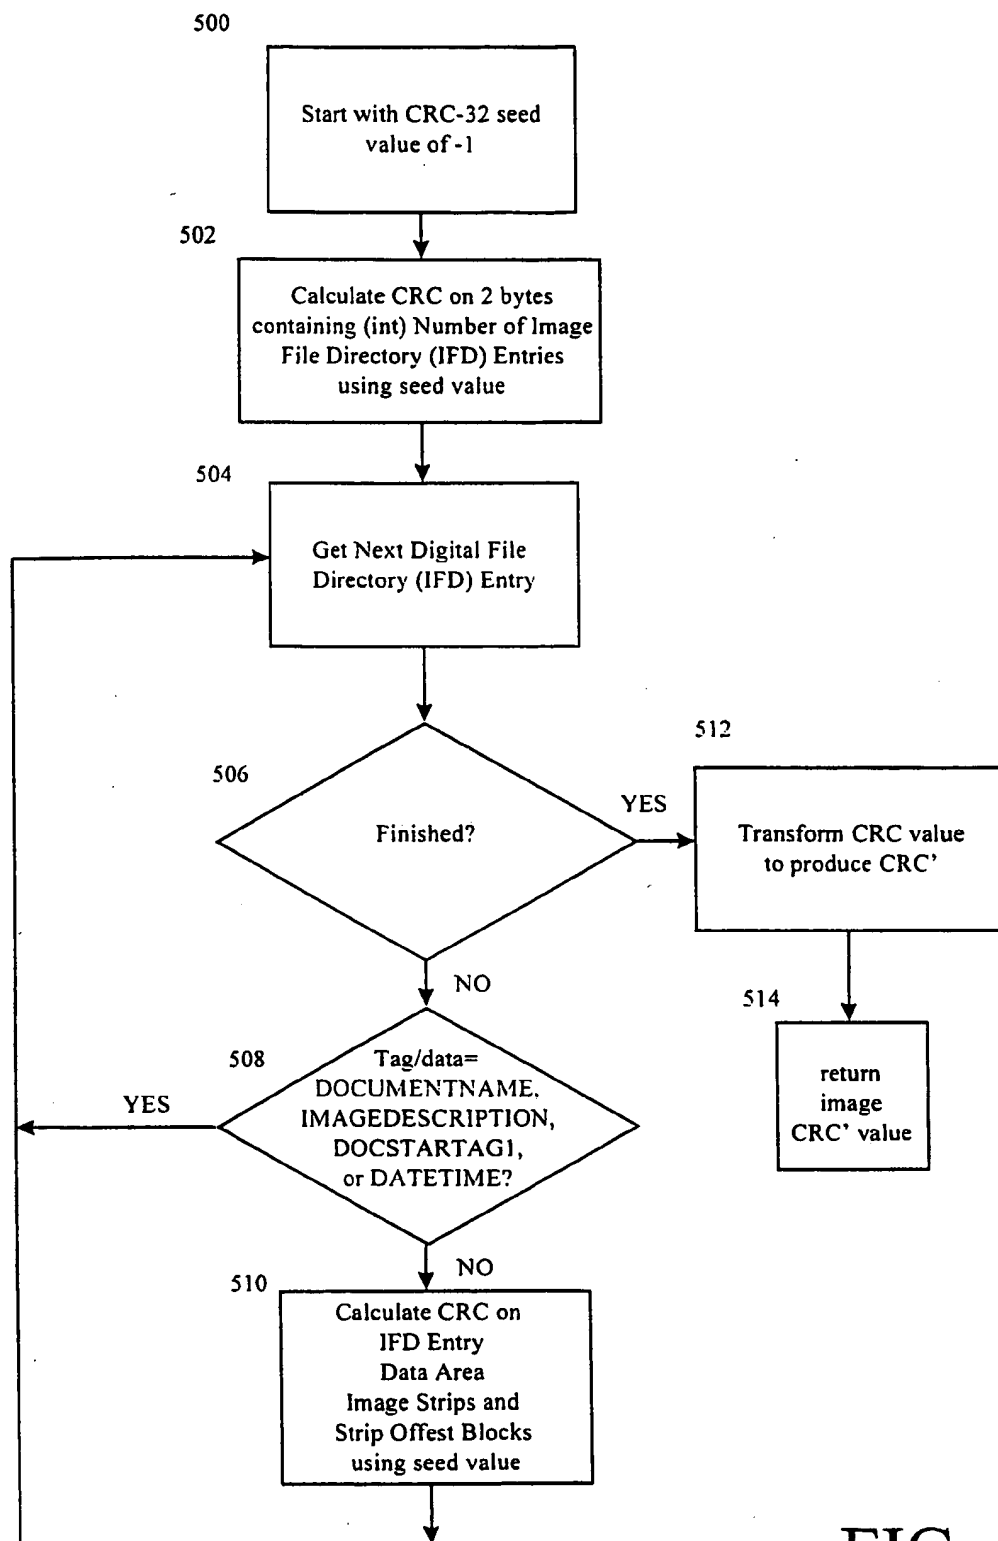 500
Start with CRC-32 seed
value of -1
502
Calculate CRC on 2 bytes
containing (int) Number of Image
File Directory (IFD) Entries
using seed value
504
Get Next Digital File
Directory (IFD) Entry
506
Finished?
YES
512
Transform CRC value
to produce CRC'
NO
514
return
image
CRC' value
508
Tag/data=
DOCUMENTNAME,
IMAGEDESCRIPTION,
DOCSTARTAG1,
or DATETIME?
YES
NO
510
Calculate CRC on
IFD Entry
Data Area
Image Strips and
Strip Offest Blocks
using seed value
FIG